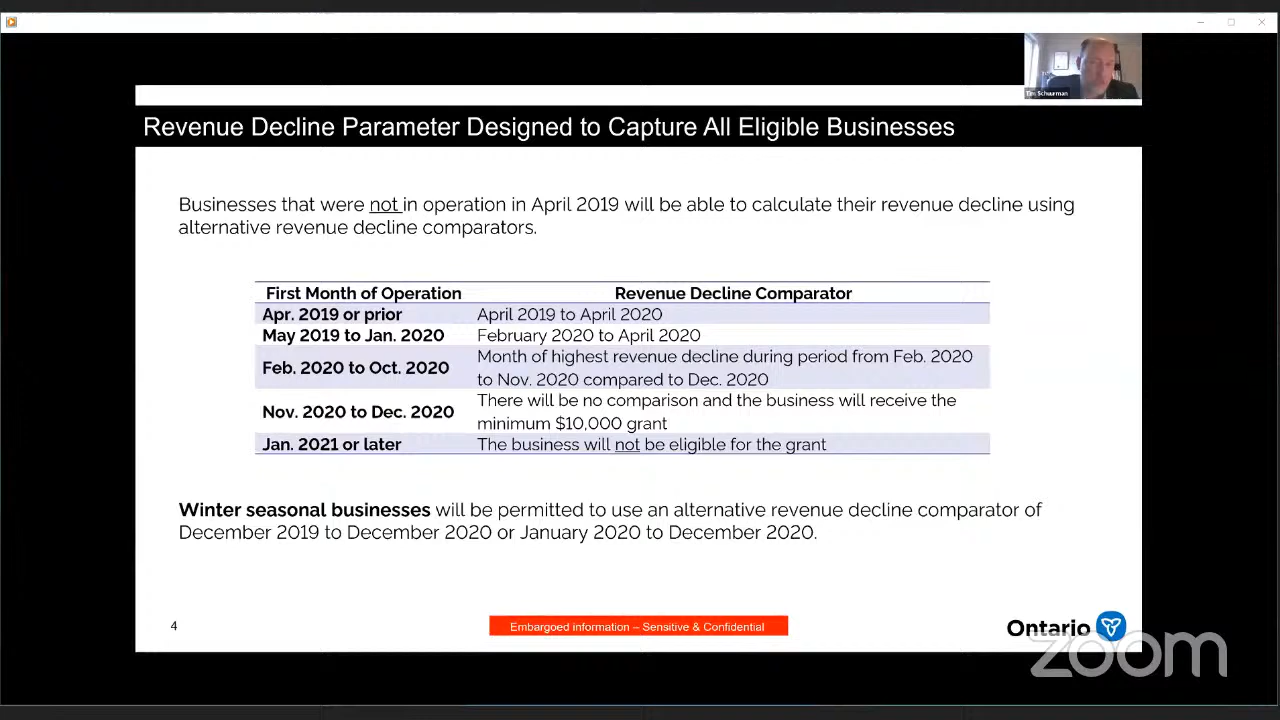 Tim Schuurman
Revenue Decline Parameter Designed to Capture All Eligible Businesses
Businesses that were not in operation in April 2019 will be able to calculate their revenue decline using
alternative revenue decline comparators.
First Month of Operation Revenue Decline Comparator
Apr. 2019 or prior April 2019 to April 2020
May 2019 to Jan. 2020 February 2020 to April 2020
Feb. 2020 to Oct. 2020 Month of highest revenue decline during period from Feb. 2020
to Nov. 2020 compared to Dec. 2020
Nov. 2020 to Dec. 2020 There will be no comparison and the business will receive the
minimum $10,000 grant
Jan. 2021 or later The business will not be eligible for the grant
Winter seasonal businesses will be permitted to use an alternative revenue decline comparator of
December 2019 to December 2020 or January 2020 to December 2020.
4
Embargoed information – Sensitive & Confidential
Ontario
zoom